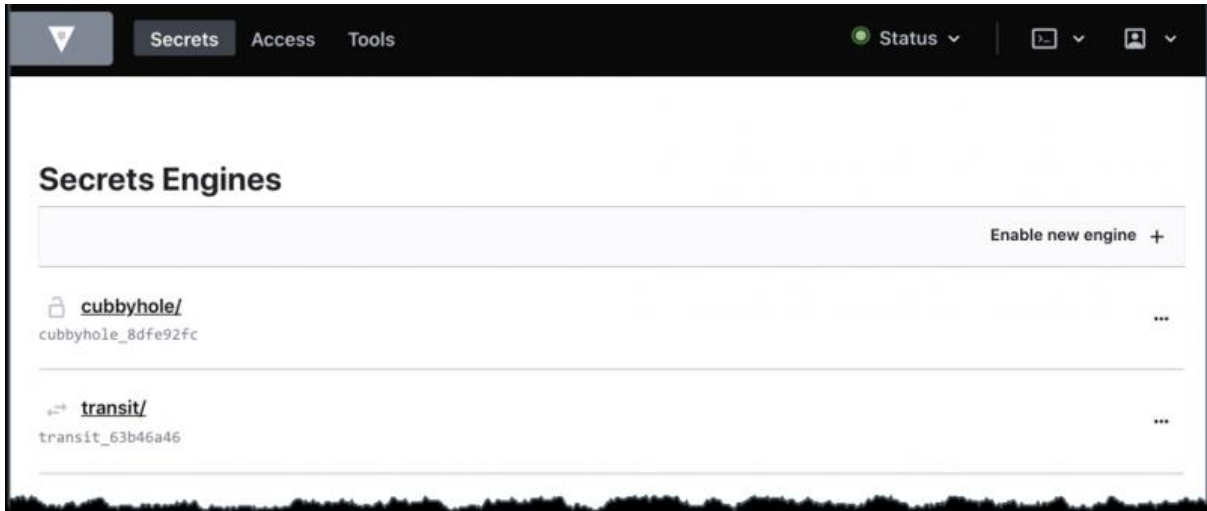 Secrets Access Tools Status
Secrets Engines
Enable new engine +
cubbyhole/
cubbyhole_8dfe92fc
transit/
transit_63b46a46